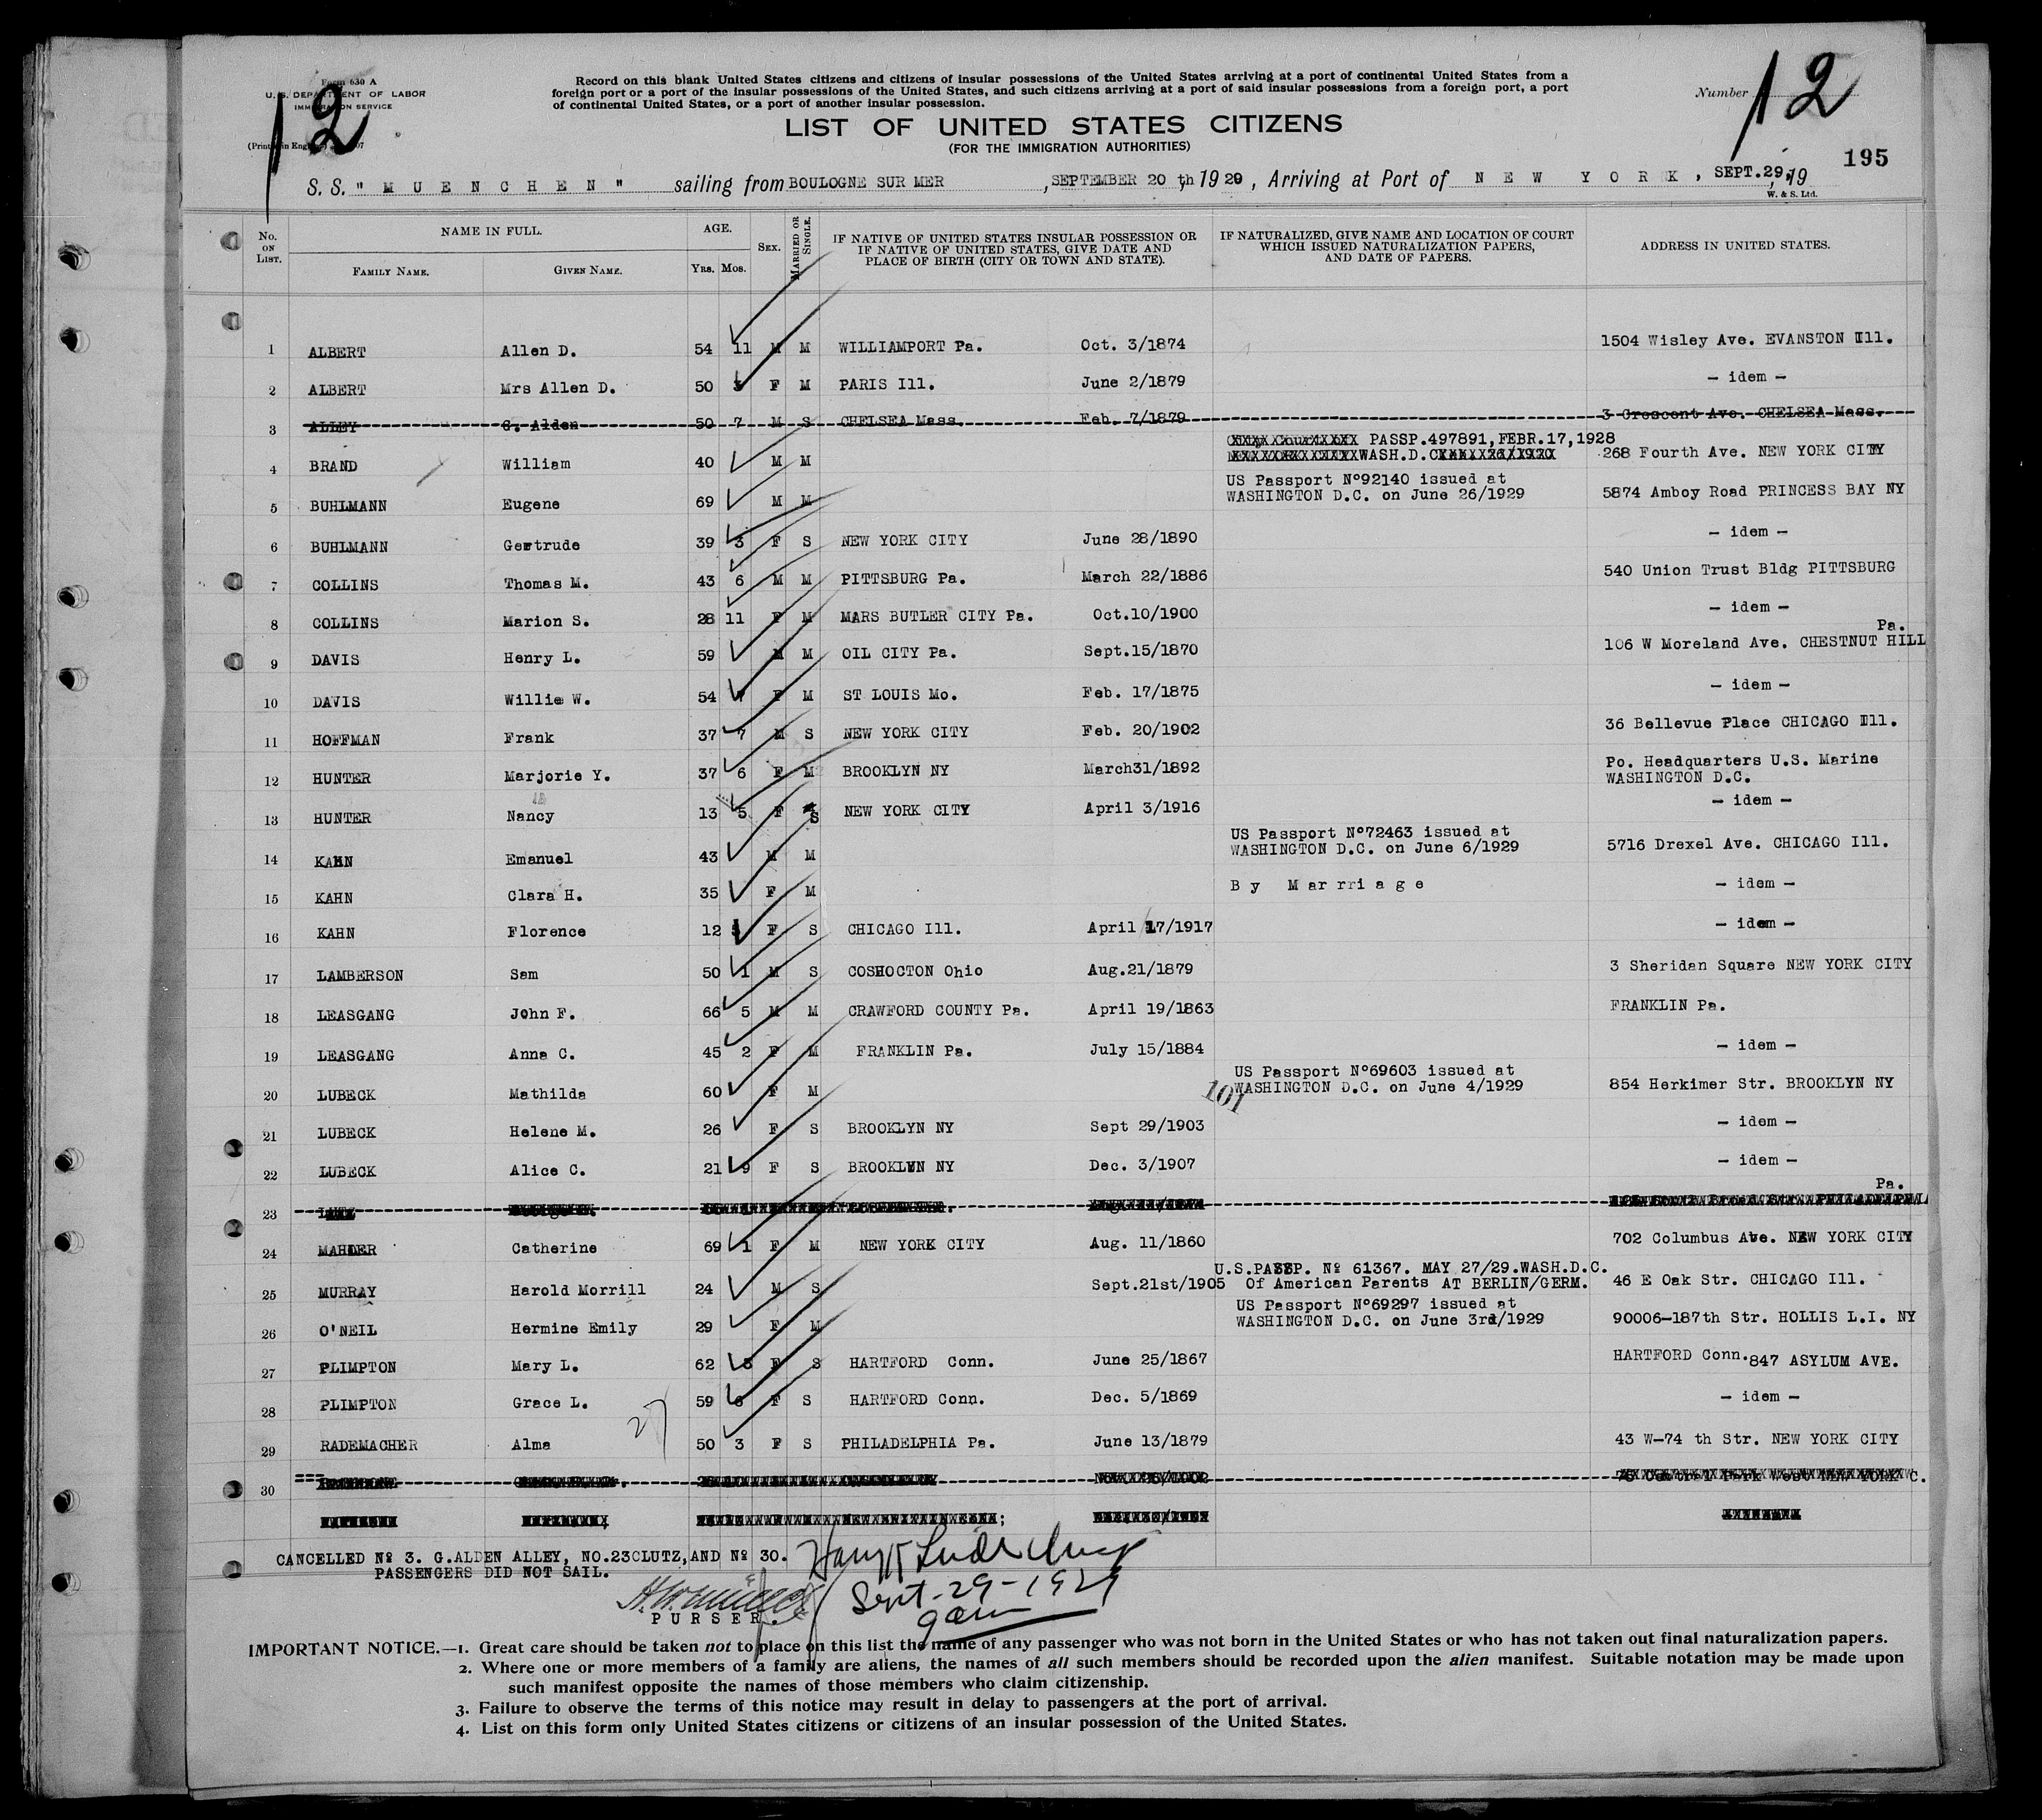 Form 630 A
U. S. DEPARTMENT OF LABOR
IMMIGRATION SERVICE
12
Record on this blank United States citizens and citizens of insular possessions of the United States arriving at a port of continental United States from a
foreign port or a port of the insular possessions of the United States, and such citizens arriving at a port of said insular possessions from a foreign port, a port
of continental United States, or a port of another insular possession.
Number 12
LIST OF UNITED STATES CITIZENS
(FOR THE IMMIGRATION AUTHORITIES)
195
S. S. "MUENCHEN" sailing from BOULOGNE SUR MER, SEPTEMBER 20 th 1929, Arriving at Port of NEW YORK, SEPT.29, 19
W. & S. Ltd.
No. ON LIST. NAME IN FULL. FAMILY NAME. GIVEN NAME. AGE. YRS. MOS. SEX. MARRIED OR SINGLE. IF NATIVE OF UNITED STATES INSULAR POSSESSION OR IF NATIVE OF UNITED STATES, GIVE DATE AND PLACE OF BIRTH (CITY OR TOWN AND STATE). IF NATURALIZED, GIVE NAME AND LOCATION OF COURT WHICH ISSUED NATURALIZATION PAPERS, AND DATE OF PAPERS. ADDRESS IN UNITED STATES.
1 ALBERT Allen D. 54 11 M M WILLIAMPORT Pa. Oct. 3/1874 1504 Wisley Ave. EVANSTON Ill.
2 ALBERT Mrs Allen D. 50 3 F M PARIS Ill. June 2/1879 - idem -
3 ALLEY G. Alden 50 7 M S CHELSEA Mass. Feb. 7/1879 3 Crescent Ave. CHELSEA Mass.
4 BRAND William 40 M M PASSP.497891, FEBR.17,1928 WASH.D.C. 268 Fourth Ave. NEW YORK CITY
5 BUHLMANN Eugene 69 M M US Passport Nº92140 issued at WASHINGTON D.C. on June 26/1929 5874 Amboy Road PRINCESS BAY NY
6 BUHLMANN Gertrude 39 3 F S NEW YORK CITY June 28/1890 - idem -
7 COLLINS Thomas M. 43 6 M M PITTSBURG Pa. March 22/1886 540 Union Trust Bldg PITTSBURG
8 COLLINS Marion S. 28 11 F M MARS BUTLER CITY Pa. Oct.10/1900 - idem -
9 DAVIS Henry L. 59 M M OIL CITY Pa. Sept.15/1870 106 W Moreland Ave. CHESTNUT HILL Pa.
10 DAVIS Willie W. 54 7 F M ST LOUIS Mo. Feb. 17/1875 - idem -
11 HOFFMAN Frank 37 7 M S NEW YORK CITY Feb. 20/1902 36 Bellevue Place CHICAGO Ill.
12 HUNTER Marjorie Y. 37 6 F M BROOKLYN NY March31/1892 Po. Headquarters U.S. Marine WASHINGTON D.C.
13 HUNTER Nancy 13 5 F S NEW YORK CITY April 3/1916 - idem -
14 KAHN Emanuel 43 M M US Passport Nº72463 issued at WASHINGTON D.C. on June 6/1929 5716 Drexel Ave. CHICAGO Ill.
15 KAHN Clara H. 35 F M By Marriage - idem -
16 KAHN Florence 12 F S CHICAGO Ill. April 17/1917 - idem -
17 LAMBERSON Sam 50 1 M S COSHOCTON Ohio Aug.21/1879 3 Sheridan Square NEW YORK CITY
18 LEASGANG John F. 66 5 M M CRAWFORD COUNTY Pa. April 19/1863 FRANKLIN Pa.
19 LEASGANG Anna C. 45 2 F M FRANKLIN Pa. July 15/1884 - idem -
20 LUBECK Mathilda 60 F M 101 US Passport Nº69603 issued at WASHINGTON D.C. on June 4/1929 854 Herkimer Str. BROOKLYN NY
21 LUBECK Helene M. 26 F S BROOKLYN NY Sept 29/1903 - idem -
22 LUBECK Alice C. 21 9 F S BROOKLYN NY Dec. 3/1907 - idem -
23 Pa.
24 MAHLER Catherine 69 1 F M NEW YORK CITY Aug. 11/1860 702 Columbus Ave. NEW YORK CITY
25 MURRAY Harold Morrill 24 M S Sept.21st/1905 U.S.PASSP. Nº 61367. MAY 27/29.WASH.D.C. Of American Parents AT BERLIN/GERM. 46 E Oak Str. CHICAGO Ill.
26 O'NEIL Hermine Emily 29 F M US Passport Nº69297 issued at WASHINGTON D.C. on June 3rd/1929 90006-187th Str. HOLLIS L.I. NY
27 PLIMPTON Mary L. 62 3 F S HARTFORD Conn. June 25/1867 HARTFORD Conn.847 ASYLUM AVE.
28 PLIMPTON Grace L. 59 F S HARTFORD Conn. Dec. 5/1869 - idem -
27
29 RADEMACHER Alma 50 3 F S PHILADELPHIA Pa. June 13/1879 43 W-74 th Str. NEW YORK CITY
30
CANCELLED Nº 3. G.ALDEN ALLEY, NO.23CLUTZ,AND Nº 30.
PASSENGERS DID NOT SAIL.
Sept-29-1929
9am
PURSER.
IMPORTANT NOTICE.—1. Great care should be taken not to place on this list the name of any passenger who was not born in the United States or who has not taken out final naturalization papers.
2. Where one or more members of a family are aliens, the names of all such members should be recorded upon the alien manifest. Suitable notation may be made upon
such manifest opposite the names of those members who claim citizenship.
3. Failure to observe the terms of this notice may result in delay to passengers at the port of arrival.
4. List on this form only United States citizens or citizens of an insular possession of the United States.